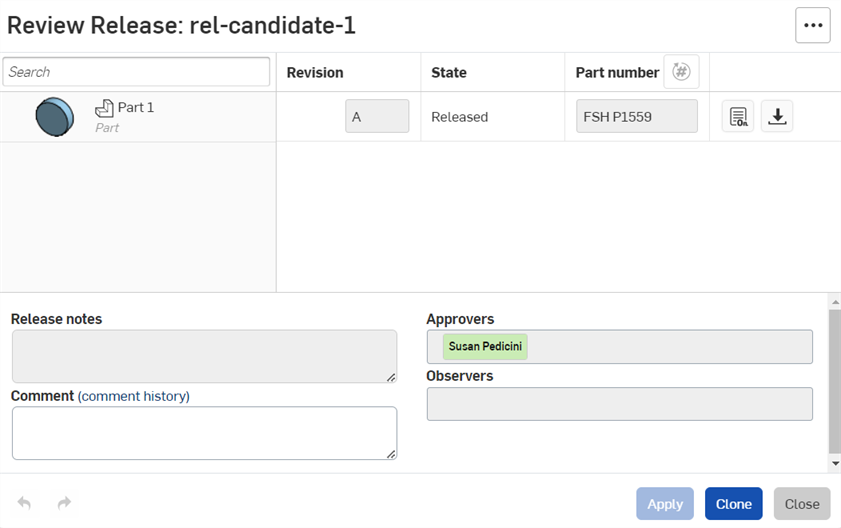 Review Release: rel-candidate-1
Search
Revision
State
Part number
Part 1
Part
A
Released
FSH P1559
Release notes
Comment (comment history)
Approvers
Susan Pedicini
Observers
Apply
Clone
Close